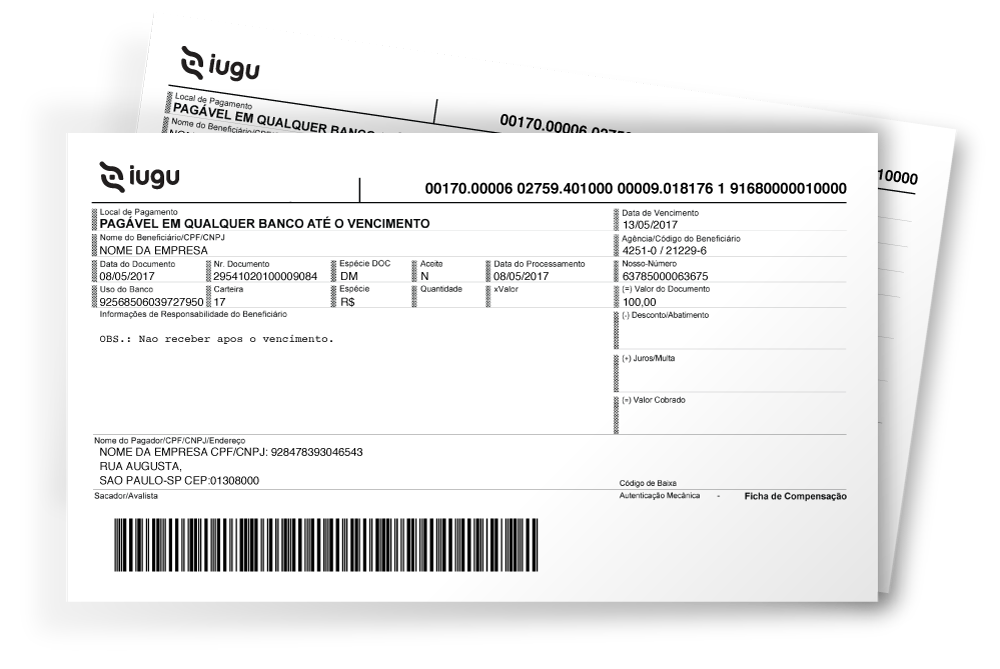 iugu
Local de Pagamento
PAGÁVEL EM QUALQUER BANCO
00170.00006
Nome do Beneficiário/CPF
10000
iugu
00170.00006 02759.401000 00009.018176 1 91680000010000
Local de Pagamento
PAGÁVEL EM QUALQUER BANCO ATÉ O VENCIMENTO
Data de Vencimento
13/05/2017
Nome do Beneficiário/CPF/CNPJ
NOME DA EMPRESA
Agência/Código do Beneficiário
4251-0 / 21229-6
Data do Documento Nr. Documento Espécie DOC Aceite Data do Processamento Nosso-Número
08/05/2017 29541020100009084 DM N 08/05/2017 63785000063675
Uso do Banco Carteira Espécie Quantidade xValor (=) Valor do Documento
92568506039727950 17 R$ 100,00
Informações de Responsabilidade do Beneficiário
(-) Desconto/Abatimento
OBS.: Nao receber apos o vencimento.
(+) Juros/Multa
(=) Valor Cobrado
Nome do Pagador/CPF/CNPJ/Endereço
NOME DA EMPRESA CPF/CNPJ: 928478393046543
RUA AUGUSTA,
SAO PAULO-SP CEP:01308000
Código de Baixa
Sacador/Avalista
Autenticação Mecânica - Ficha de Compensação